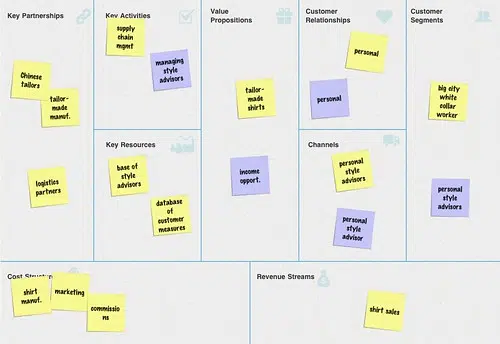 Key Partnerships
Chinese
tailors
tailor-
made
manuf.
logistics
partners
Key Activities
supply
chain
mgmt
managing
style
advisors
Key Resources
base of
style
advisors
database
of
customer
measures
Value
Propositions
tailor-
made
shirts
income
opport.
Customer
Relationships
personal
personal
Channels
personal
style
advisors
personal
style
advisor
Customer
Segments
big city
white
collar
worker
personal
style
advisors
Cost Structure
shirt
manuf.
marketing
commissio
ns
Revenue Streams
shirt sales